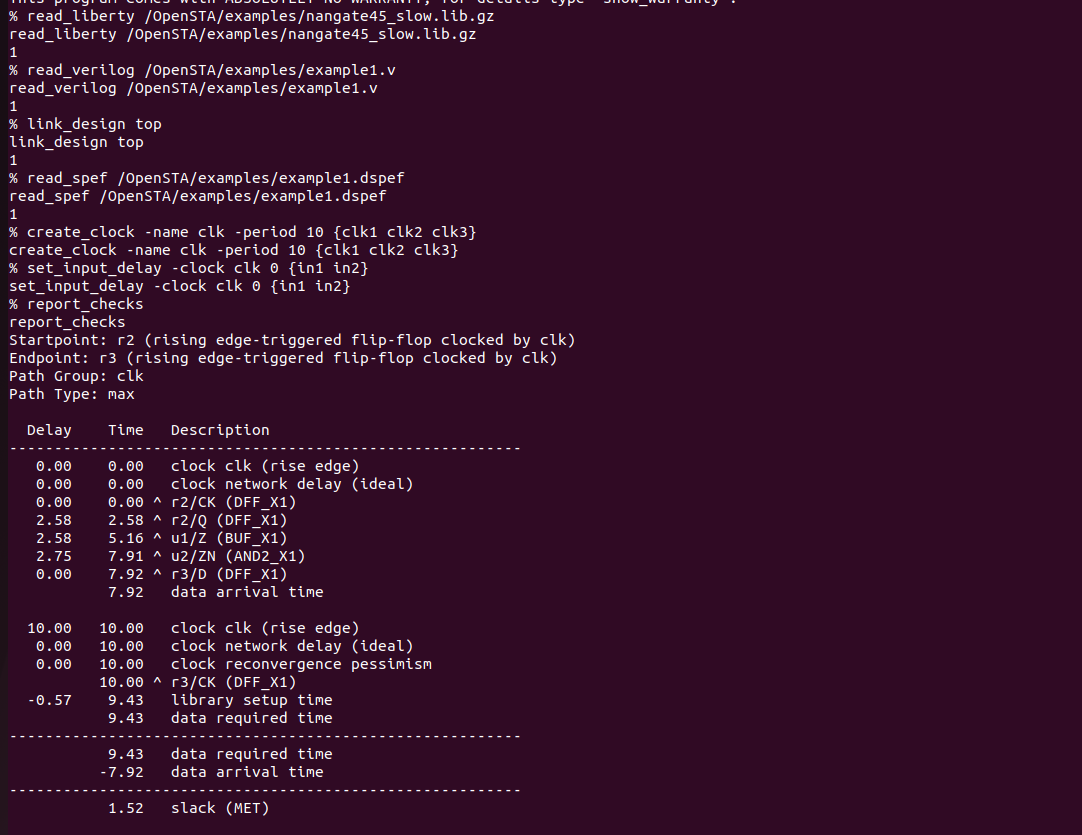 This program comes with ABSOLUTELY NO WARRANTY; for details type `show_warranty'.
% read_liberty /OpenSTA/examples/nangate45_slow.lib.gz
read_liberty /OpenSTA/examples/nangate45_slow.lib.gz
1
% read_verilog /OpenSTA/examples/example1.v
read_verilog /OpenSTA/examples/example1.v
1
% link_design top
link_design top
1
% read_spef /OpenSTA/examples/example1.dspef
read_spef /OpenSTA/examples/example1.dspef
1
% create_clock -name clk -period 10 {clk1 clk2 clk3}
create_clock -name clk -period 10 {clk1 clk2 clk3}
% set_input_delay -clock clk 0 {in1 in2}
set_input_delay -clock clk 0 {in1 in2}
% report_checks
report_checks
Startpoint: r2 (rising edge-triggered flip-flop clocked by clk)
Endpoint: r3 (rising edge-triggered flip-flop clocked by clk)
Path Group: clk
Path Type: max
  Delay    Time   Description
---------------------------------------------------------
   0.00    0.00   clock clk (rise edge)
   0.00    0.00   clock network delay (ideal)
   0.00    0.00 ^ r2/CK (DFF_X1)
   2.58    2.58 ^ r2/Q (DFF_X1)
   2.58    5.16 ^ u1/Z (BUF_X1)
   2.75    7.91 ^ u2/ZN (AND2_X1)
   0.00    7.92 ^ r3/D (DFF_X1)
           7.92   data arrival time
  10.00   10.00   clock clk (rise edge)
   0.00   10.00   clock network delay (ideal)
   0.00   10.00   clock reconvergence pessimism
          10.00 ^ r3/CK (DFF_X1)
  -0.57    9.43   library setup time
           9.43   data required time
---------------------------------------------------------
           9.43   data required time
          -7.92   data arrival time
---------------------------------------------------------
           1.52   slack (MET)